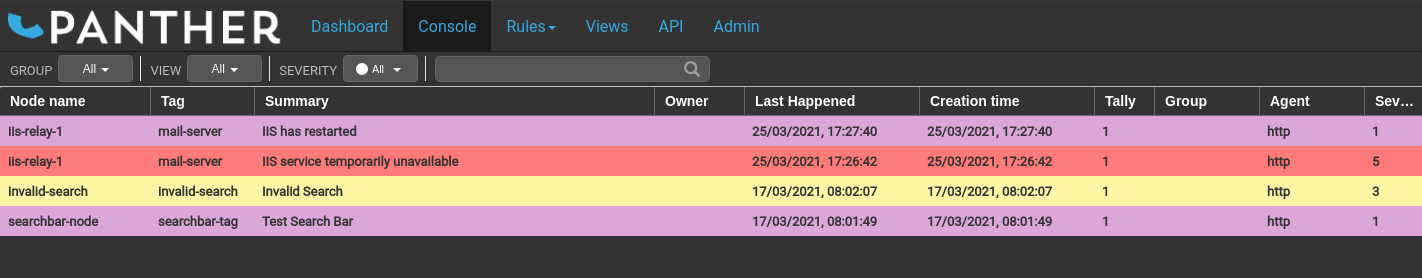 PANTHER Dashboard Console Rules Views API Admin
GROUP All VIEW All SEVERITY All
Node name Tag Summary Owner Last Happened Creation time Tally Group Agent Sev…
iis-relay-1 mail-server IIS has restarted 25/03/2021, 17:27:40 25/03/2021, 17:27:40 1 http 1
iis-relay-1 mail-server IIS service temporarily unavailable 25/03/2021, 17:26:42 25/03/2021, 17:26:42 1 http 5
invalid-search invalid-search Invalid Search 17/03/2021, 08:02:07 17/03/2021, 08:02:07 1 http 3
searchbar-node searchbar-tag Test Search Bar 17/03/2021, 08:01:49 17/03/2021, 08:01:49 1 http 1